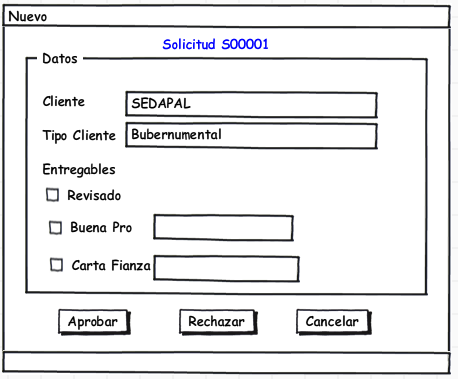 Nuevo
Solicitud S00001
Datos
Cliente SEDAPAL
Tipo Cliente Bubernumental
Entregables
Revisado
Buena Pro
Carta Fianza
Aprobar Rechazar Cancelar